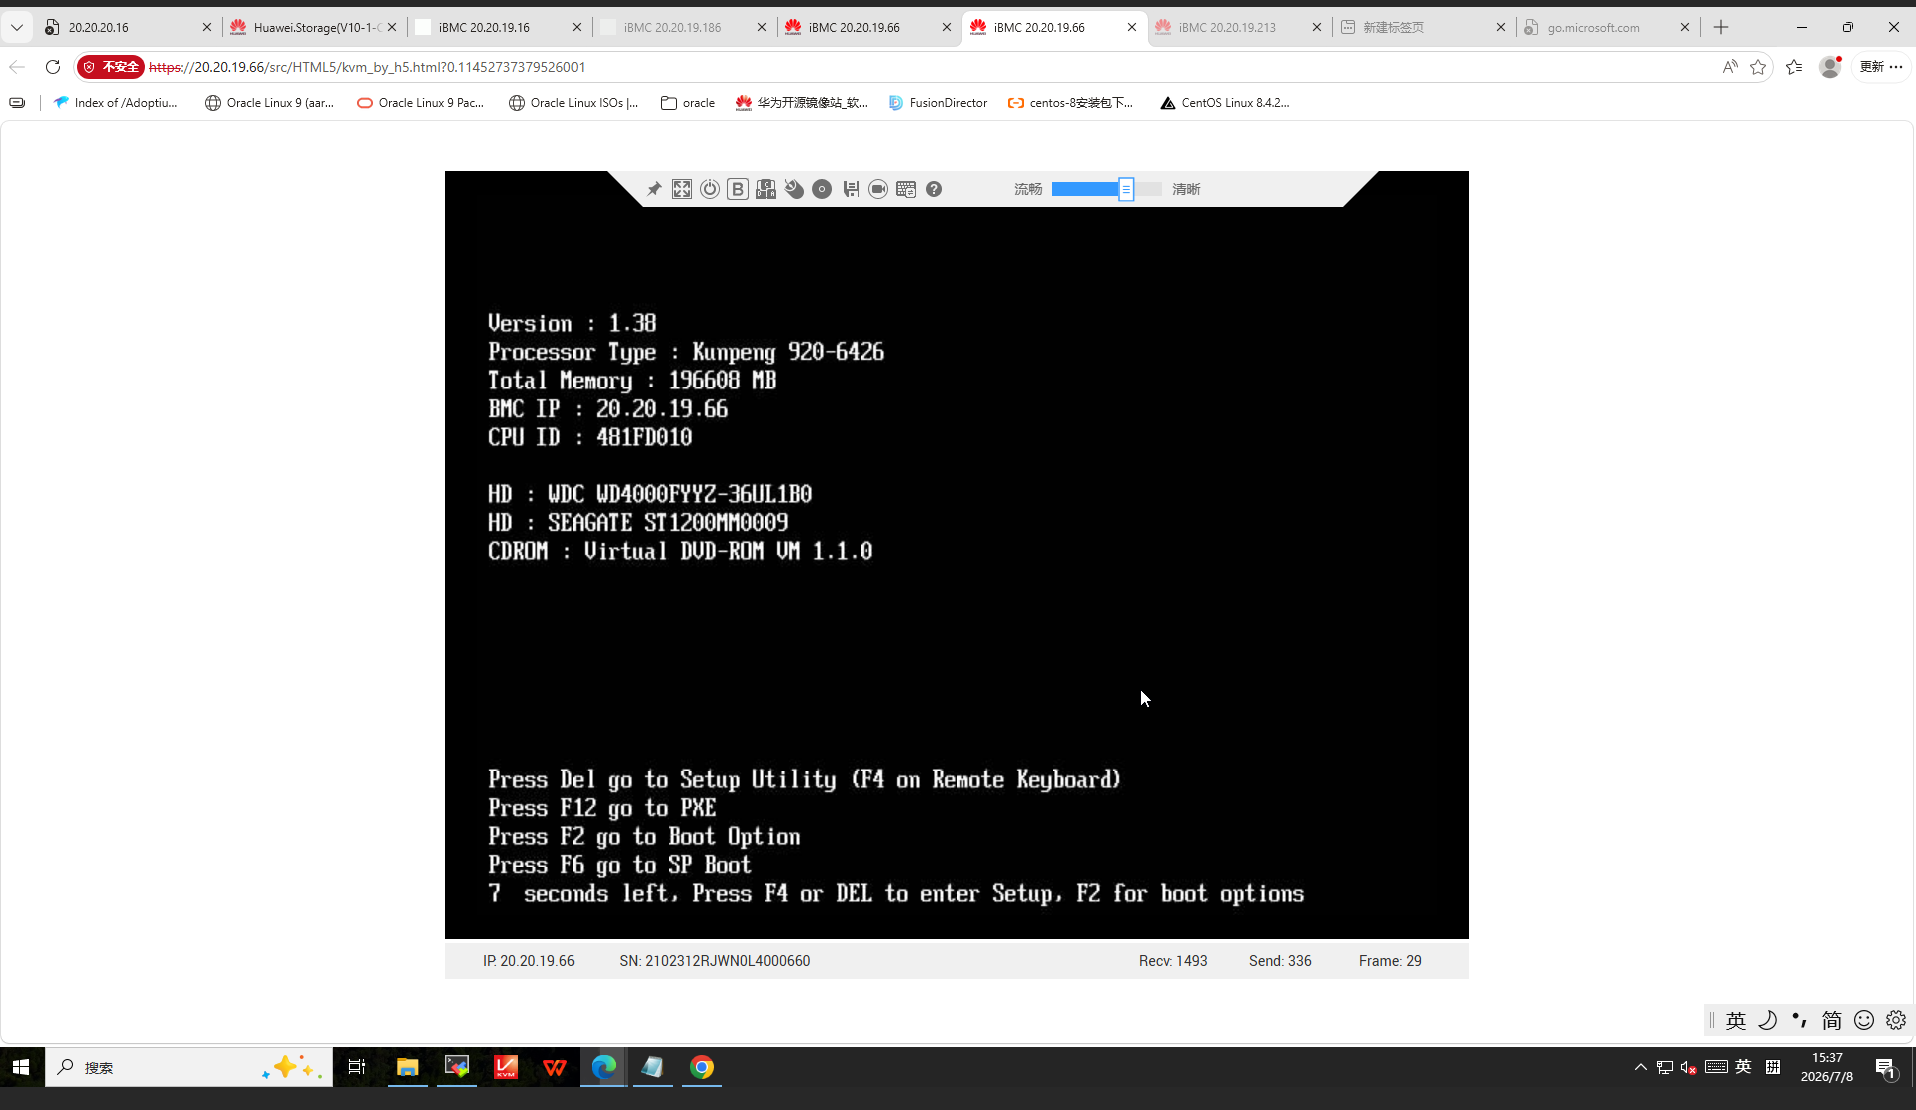 20.20.20.16
Huawei.Storage(V10-1-C
iBMC 20.20.19.16
iBMC 20.20.19.186
iBMC 20.20.19.66
iBMC 20.20.19.66
iBMC 20.20.19.213
新建标签页
go.microsoft.com
不安全
https://20.20.19.66/src/HTML5/kvm_by_h5.html?0.11452737379526001
更新
Index of /Adoptiu...
Oracle Linux 9 (aar...
Oracle Linux 9 Pac...
Oracle Linux ISOs |...
oracle
华为开源镜像站_软...
FusionDirector
centos-8安装包下...
CentOS Linux 8.4.2...
流畅
清晰
Version : 1.38
Processor Type : Kunpeng 920-6426
Total Memory : 196608 MB
BMC IP : 20.20.19.66
CPU ID : 481FD010
HD : WDC WD4000FYYZ-36UL1B0
HD : SEAGATE ST1200MM0009
CDROM : Virtual DVD-ROM VM 1.1.0
Press Del go to Setup Utility (F4 on Remote Keyboard)
Press F12 go to PXE
Press F2 go to Boot Option
Press F6 go to SP Boot
7 seconds left, Press F4 or DEL to enter Setup, F2 for boot options
IP: 20.20.19.66
SN: 2102312RJWN0L4000660
Recv: 1493
Send: 336
Frame: 29
英
简
搜索
英
15:37
2026/7/8
1